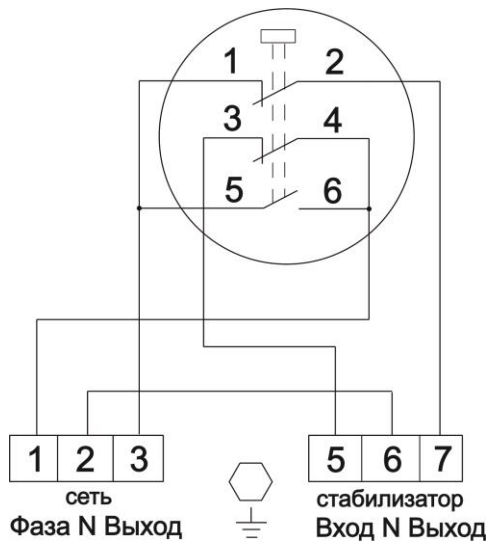 1 2
3 4
5 6
1 2 3 5 6 7
сеть стабилизатор
Фаза N Выход Вход N Выход